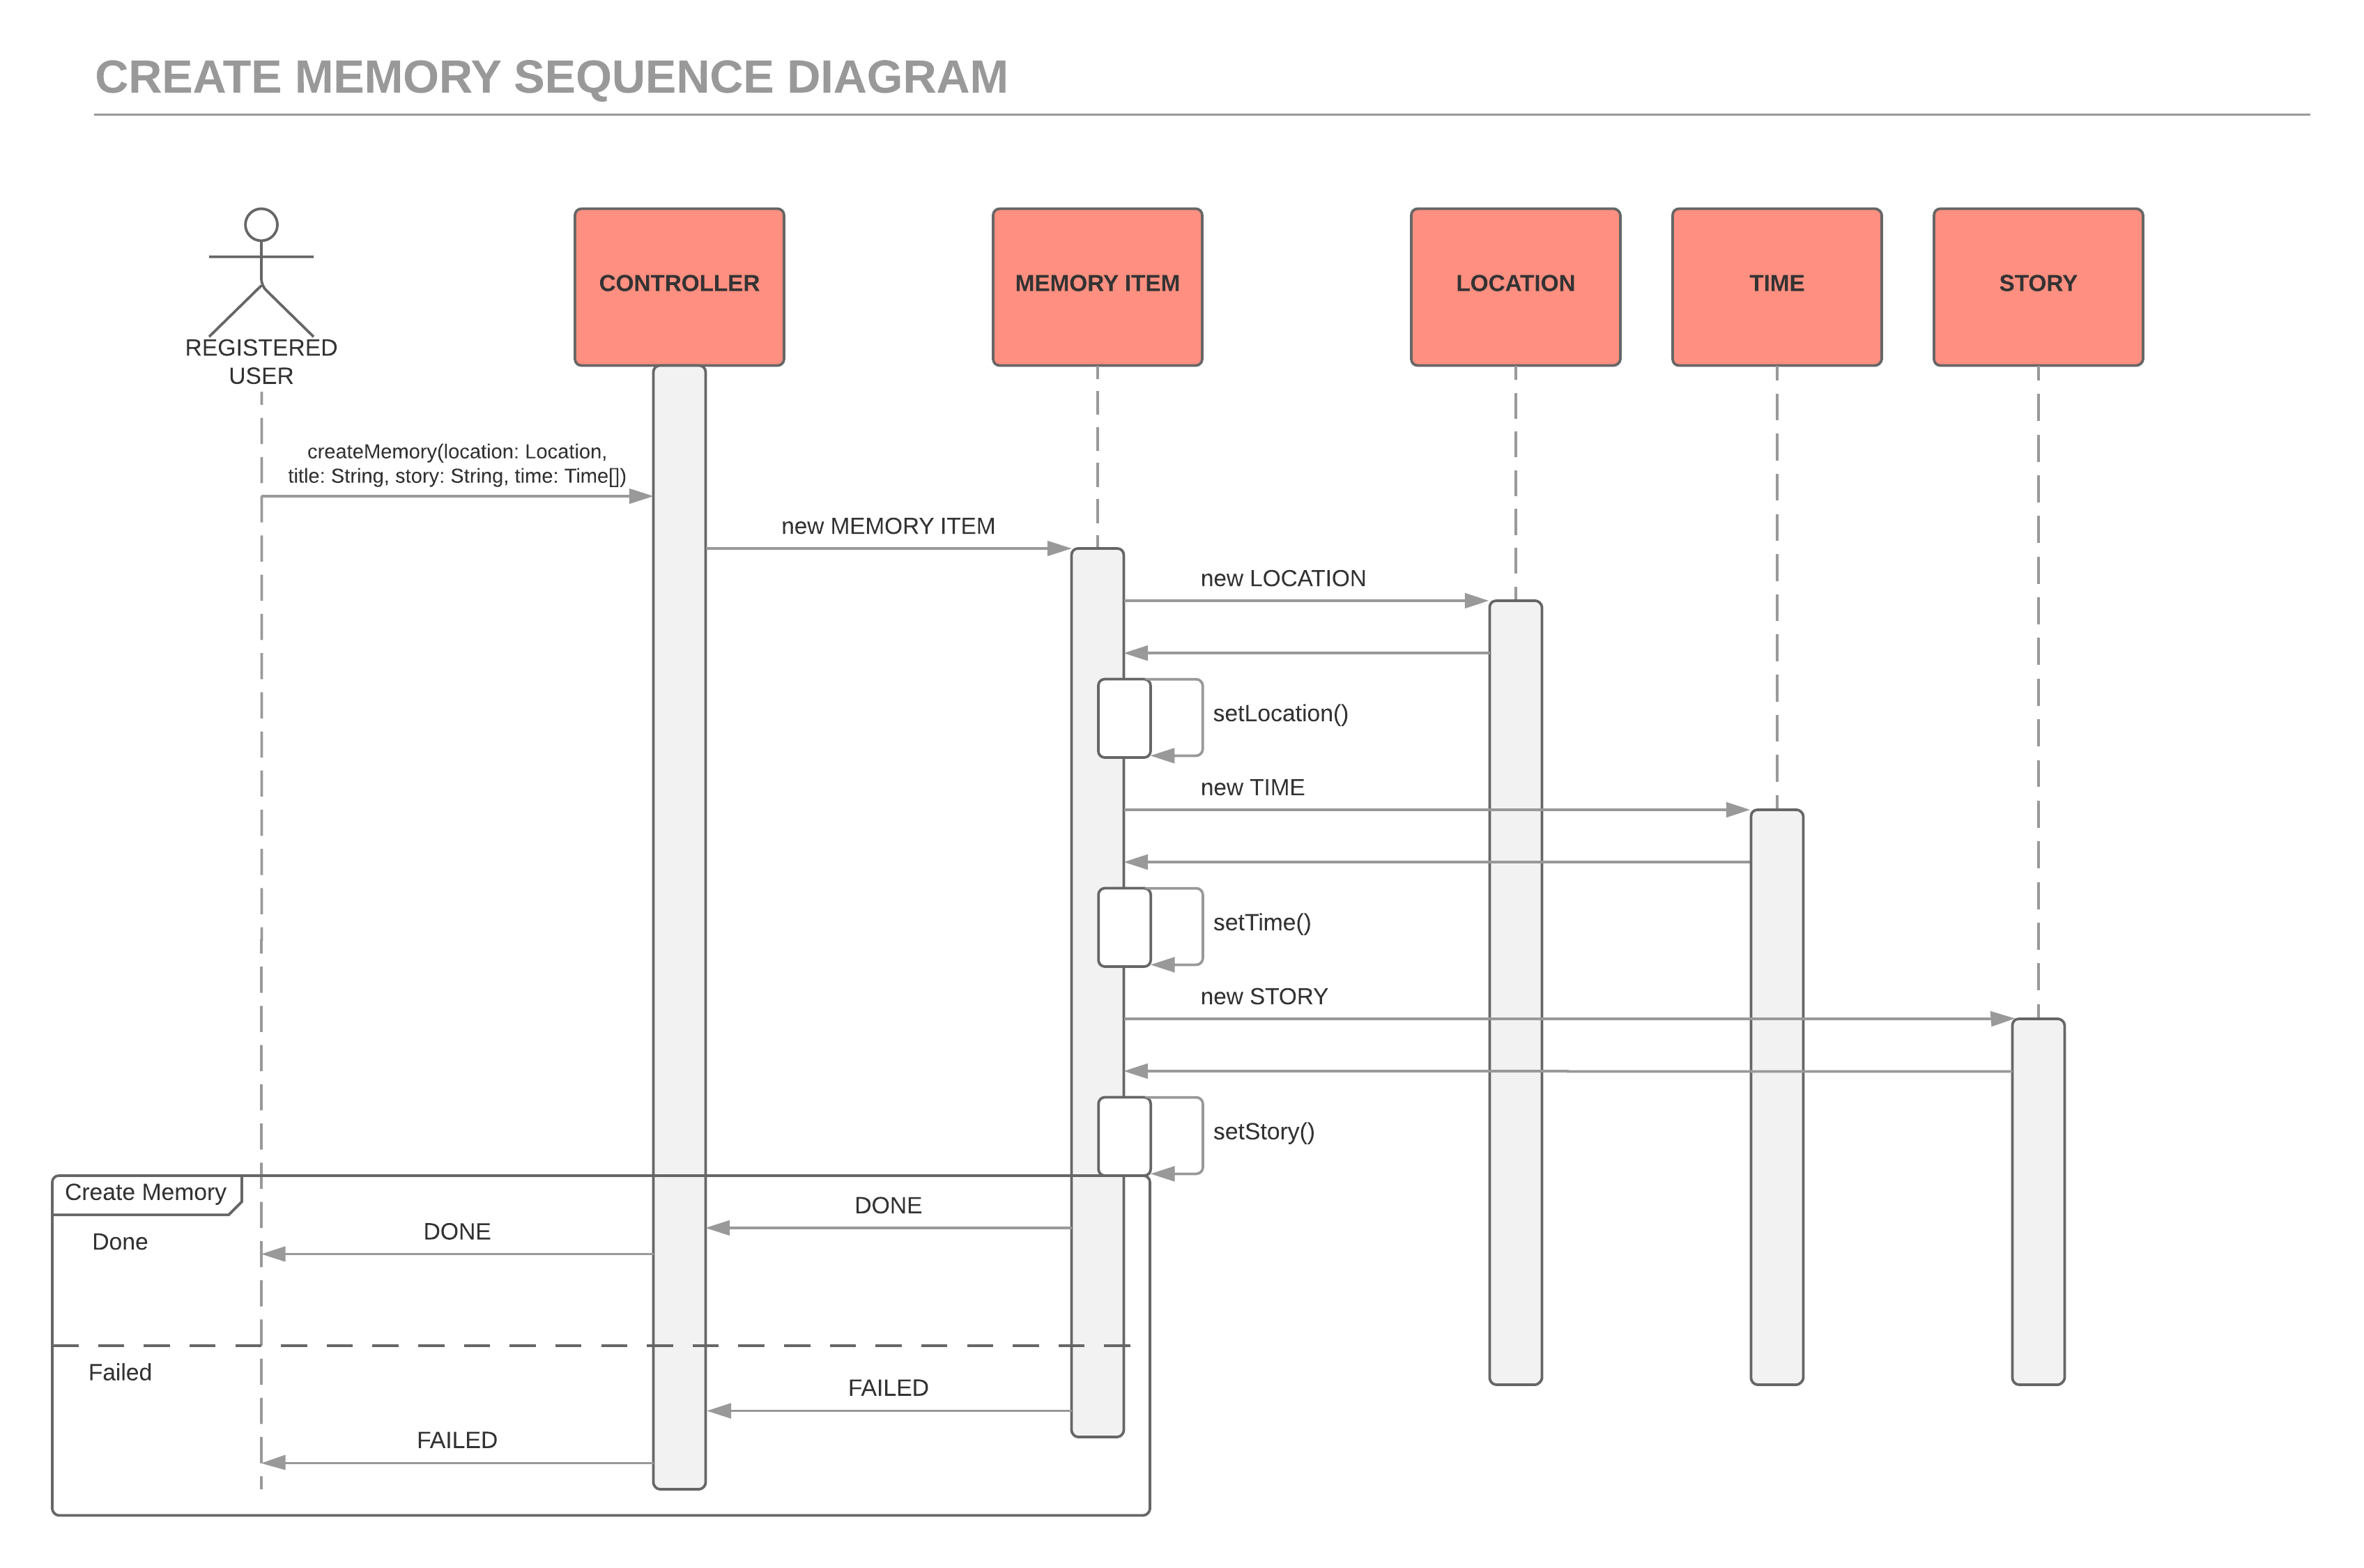 CREATE MEMORY SEQUENCE DIAGRAM
REGISTERED
USER
CONTROLLER
MEMORY ITEM
LOCATION
TIME
STORY
createMemory(location: Location,
title: String, story: String, time: Time[])
new MEMORY ITEM
new LOCATION
setLocation()
new TIME
setTime()
new STORY
setStory()
Create Memory
DONE
DONE
Done
Failed
FAILED
FAILED